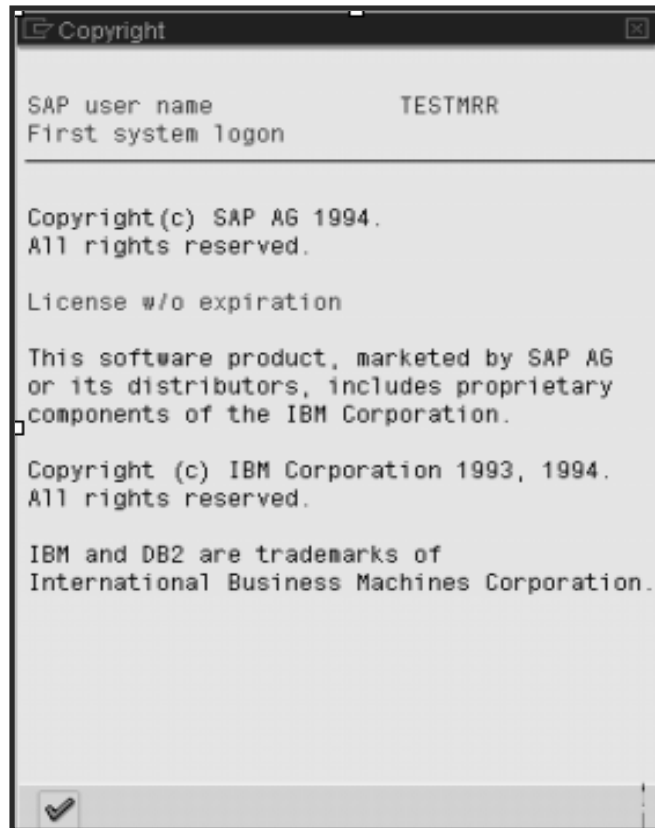 Copyright
SAP user name TESTMRR
First system logon
Copyright(c) SAP AG 1994.
All rights reserved.
License w/o expiration
This software product, marketed by SAP AG
or its distributors, includes proprietary
components of the IBM Corporation.
Copyright (c) IBM Corporation 1993, 1994.
All rights reserved.
IBM and DB2 are trademarks of
International Business Machines Corporation.